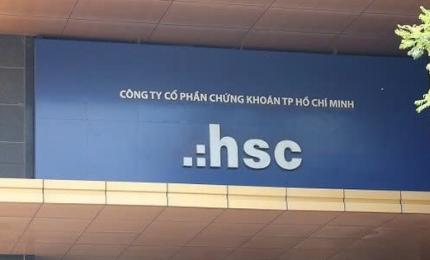 CÔNG TY CỔ PHẦN CHỨNG KHOÁN TP HỒ CHÍ MINH
.:hsc